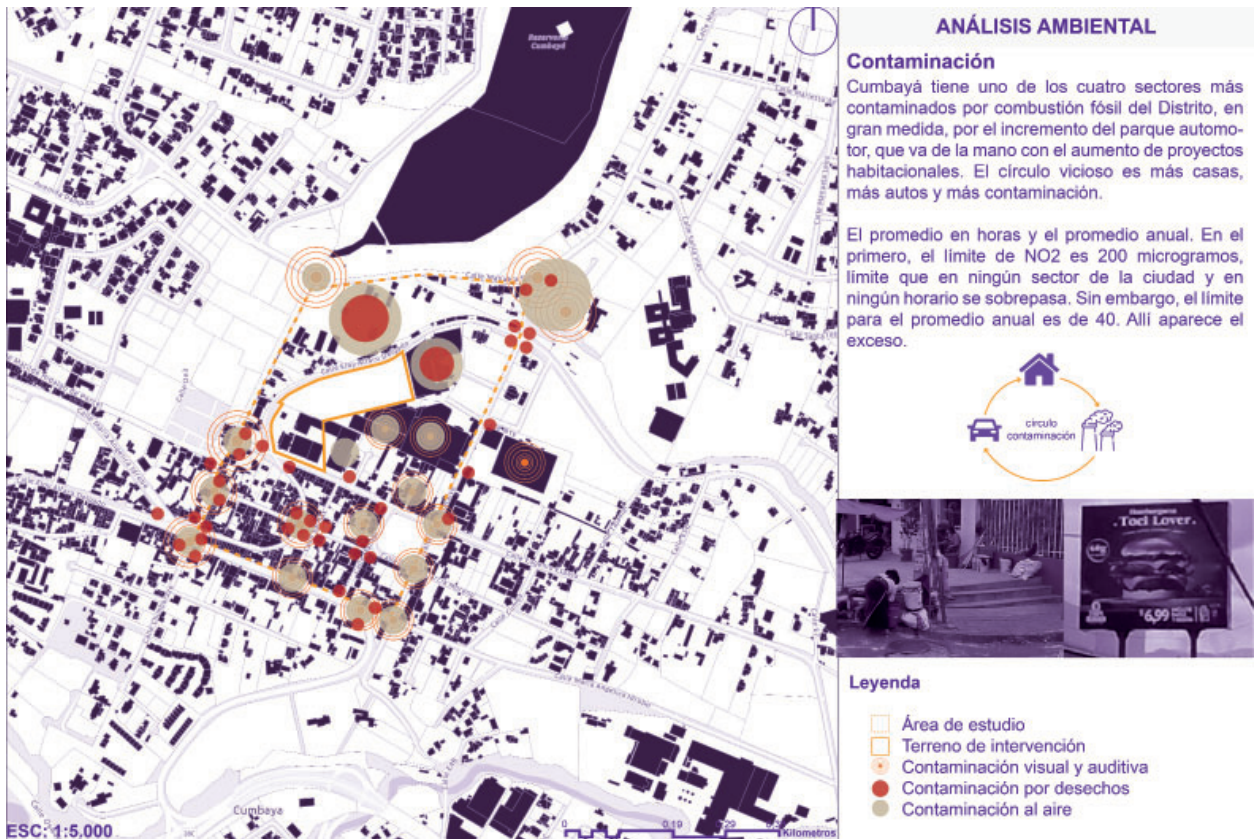 ANÁLISIS AMBIENTAL
Contaminación
Cumbayá tiene uno de los cuatro sectores más
contaminados por combustión fósil del Distrito, en
gran medida, por el incremento del parque automo-
tor, que va de la mano con el aumento de proyectos
habitacionales. El círculo vicioso es más casas,
más autos y más contaminación.
El promedio en horas y el promedio anual. En el
primero, el límite de NO2 es 200 microgramos,
límite que en ningún sector de la ciudad y en
ningún horario se sobrepasa. Sin embargo, el límite
para el promedio anual es de 40. Allí aparece el
exceso.
círculo
contaminación
Hamburguesa
Toci Lover.
$6,99
Leyenda
Área de estudio
Terreno de intervención
Contaminación visual y auditiva
Contaminación por desechos
Contaminación al aire
Reservorio
Cumbayá
Cumbaya
ESC: 1:5.000
0
0,19
Kilometros